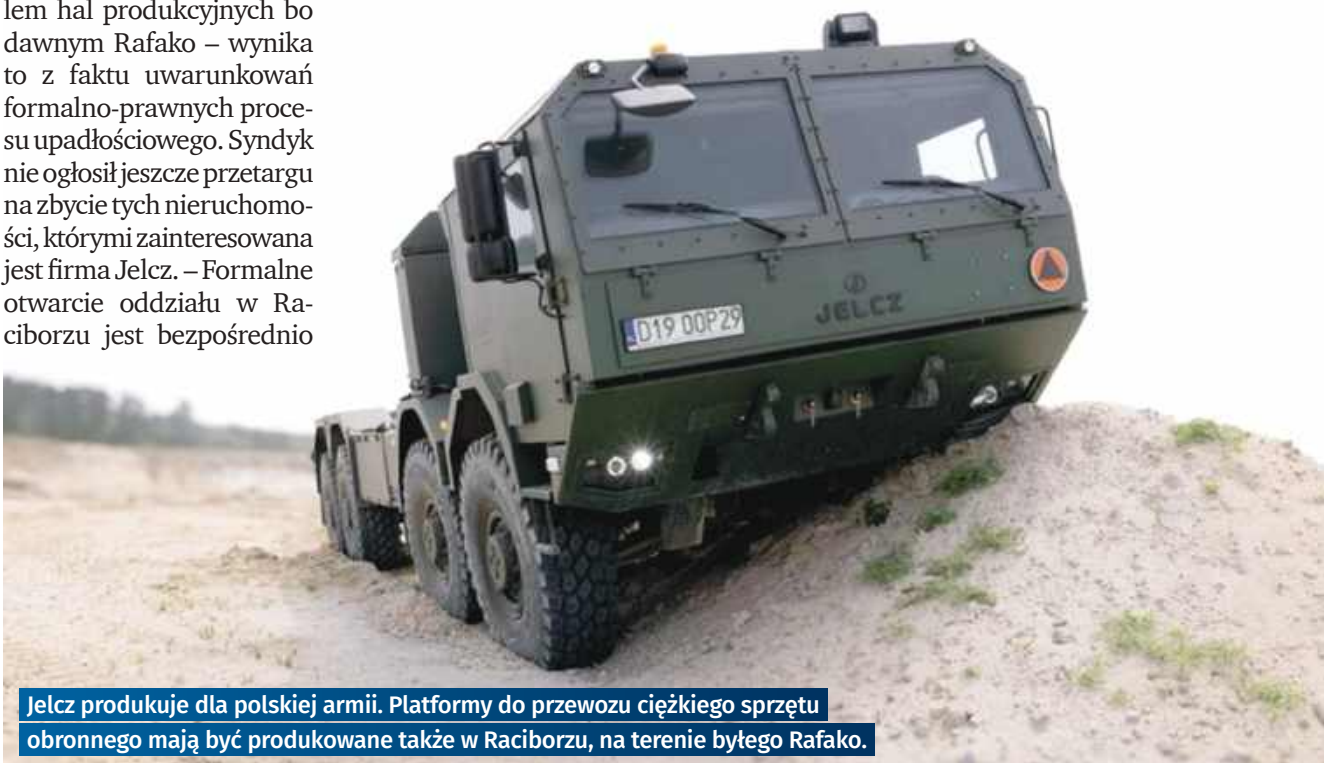 lem hal produkcyjnych bo
dawnym Rafako – wynika
to z faktu uwarunkowań
formalno-prawnych proce-
su upadłościowego. Syndyk
nie ogłosił jeszcze przetargu
na zbycie tych nieruchomo-
ści, którymi zainteresowana
jest firma Jelcz. – Formalne
otwarcie oddziału w Ra-
ciborzu jest bezpośrednio
JELCZ
D19 00P29
Jelcz produkuje dla polskiej armii. Platformy do przewozu ciężkiego sprzętu
obronnego mają być produkowane także w Raciborzu, na terenie byłego Rafako.